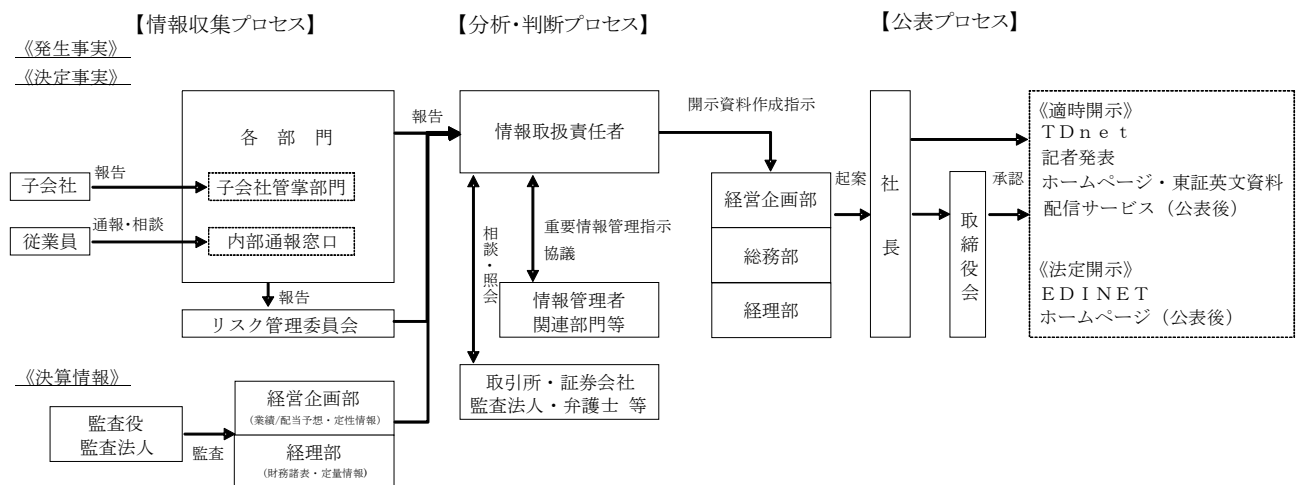 【情報収集プロセス】
【分析・判断プロセス】
【公表プロセス】
《発生事実》
《決定事実》
各 部 門
子会社
報告
子会社管掌部門
従業員
通報・相談
内部通報窓口
報告
リスク管理委員会
報告
情報取扱責任者
相談・照会
重要情報管理指示
協議
情報管理者
関連部門等
取引所・証券会社
監査法人・弁護士 等
開示資料作成指示
経営企画部
総務部
経理部
起案
社長
取締役会
承認
《適時開示》
TDnet
記者発表
ホームページ・東証英文資料
配信サービス（公表後）
《法定開示》
EDINET
ホームページ（公表後）
《決算情報》
監査役
監査法人
監査
経営企画部
(業績/配当予想・定性情報)
経理部
(財務諸表・定量情報)